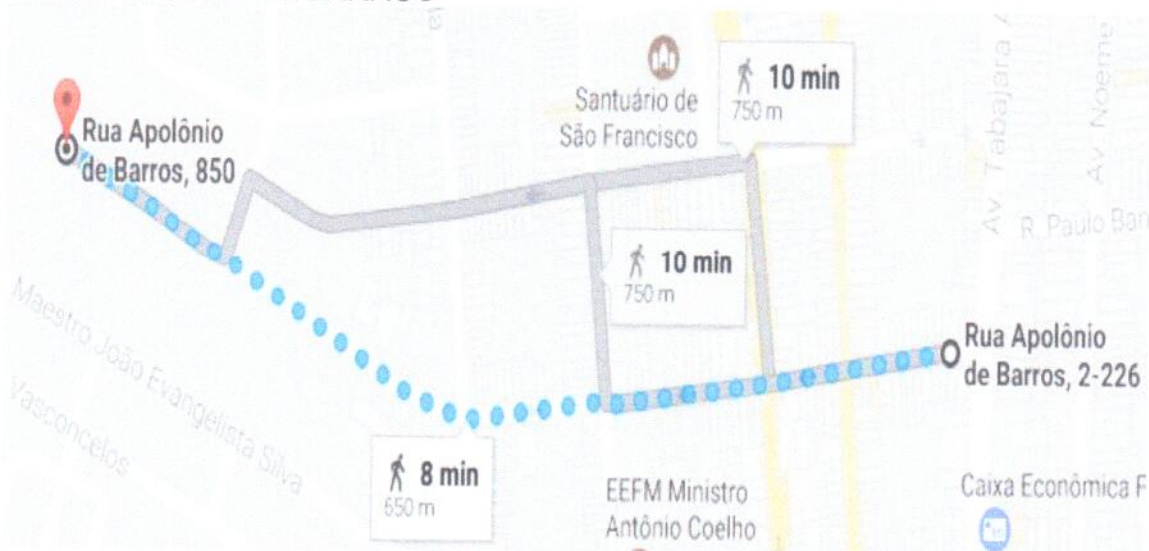 Rua Apolônio
de Barros, 850
Santuário de
São Francisco
10 min
750 m
Av. Tabajara
Av. Noeme
R. Paulo Ban
10 min
750 m
Maestro João Evangelista Silva
Vasconcelos
Rua Apolônio
de Barros, 2-226
8 min
650 m
EEFM Ministro
Antônio Coelho
Caixa Econômica F